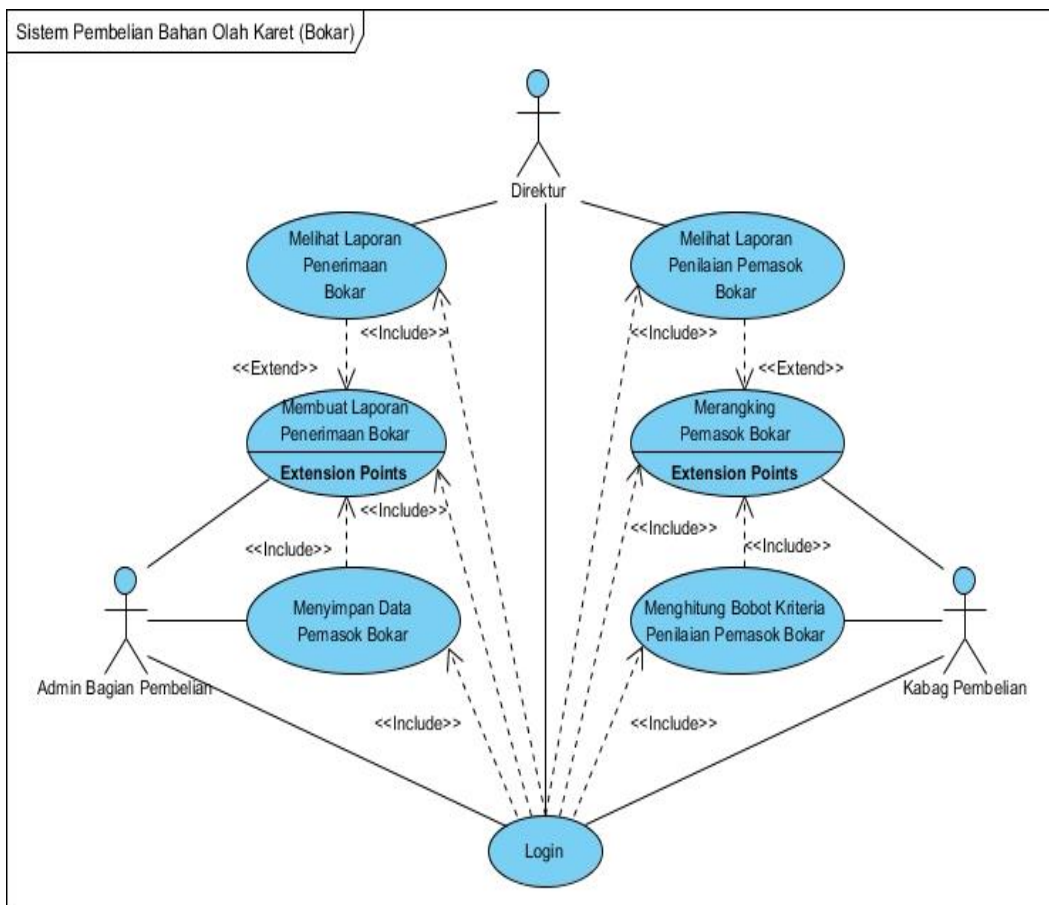 Sistem Pembelian Bahan Olah Karet (Bokar)
Direktur
Melihat Laporan
Penerimaan
Bokar
Melihat Laporan
Penilaian Pemasok
Bokar
<<Include>>
<<Include>>
<<Extend>>
<<Extend>>
Membuat Laporan
Penerimaan Bokar
Extension Points
Merangking
Pemasok Bokar
Extension Points
<<Include>>
<<Include>>
<<Include>>
<<Include>>
Menyimpan Data
Pemasok Bokar
Menghitung Bobot Kriteria
Penilaian Pemasok Bokar
Admin Bagian Pembelian
Kabag Pembelian
<<Include>>
<<Include>>
Login